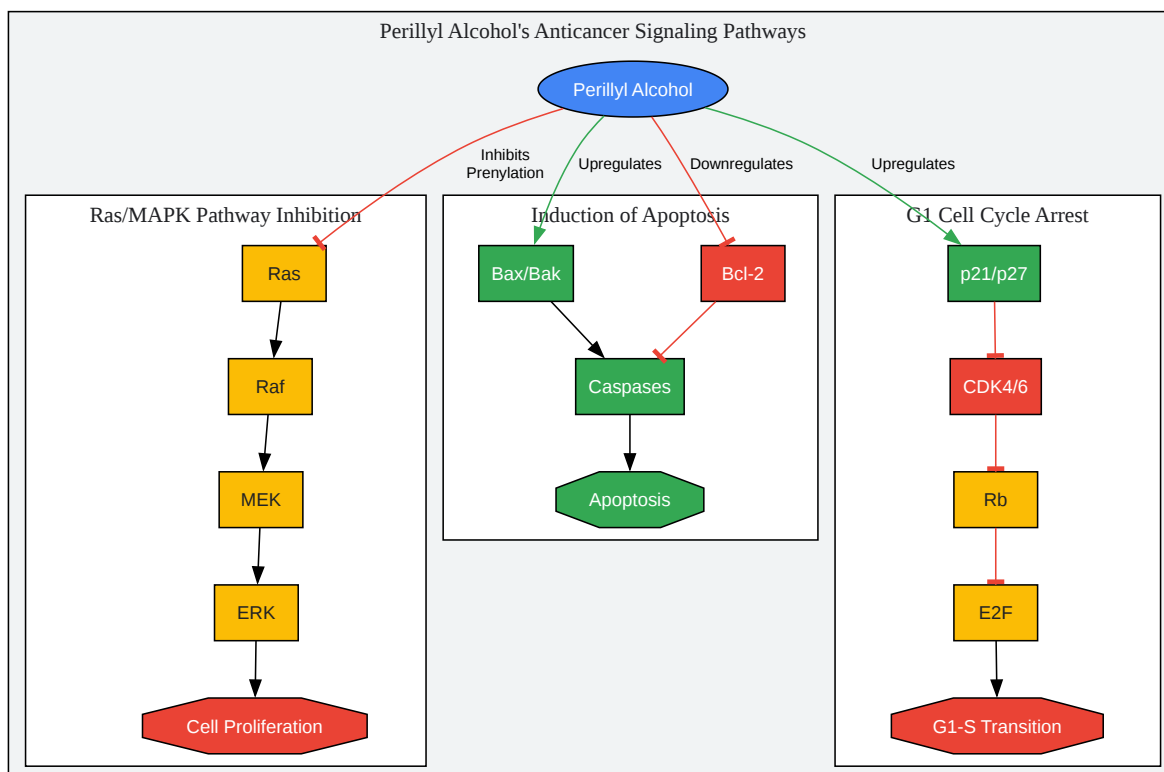 Perillyl Alcohol's Anticancer Signaling Pathways
Perillyl Alcohol
Inhibits
Prenylation
Upregulates
Downregulates
Upregulates
Ras/MAPK Pathway Inhibition
Ras
Raf
MEK
ERK
Cell Proliferation
Induction of Apoptosis
Bax/Bak
Bcl-2
Caspases
Apoptosis
G1 Cell Cycle Arrest
p21/p27
CDK4/6
Rb
E2F
G1-S Transition